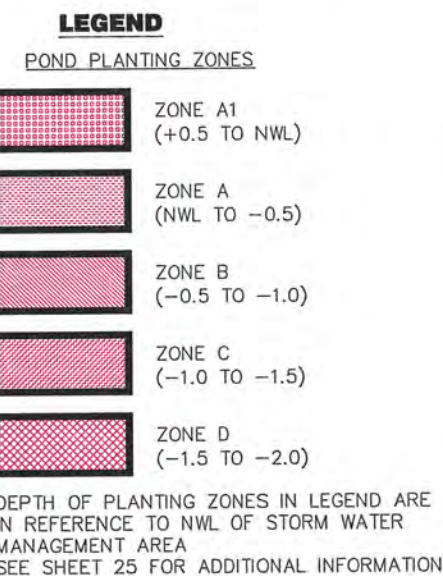 LEGEND
POND PLANTING ZONES
ZONE A1
(+0.5 TO NWL)
ZONE A
(NWL TO −0.5)
ZONE B
(−0.5 TO −1.0)
ZONE C
(−1.0 TO −1.5)
ZONE D
(−1.5 TO −2.0)
DEPTH OF PLANTING ZONES IN LEGEND ARE
IN REFERENCE TO NWL OF STORM WATER
MANAGEMENT AREA
SEE SHEET 25 FOR ADDITIONAL INFORMATION